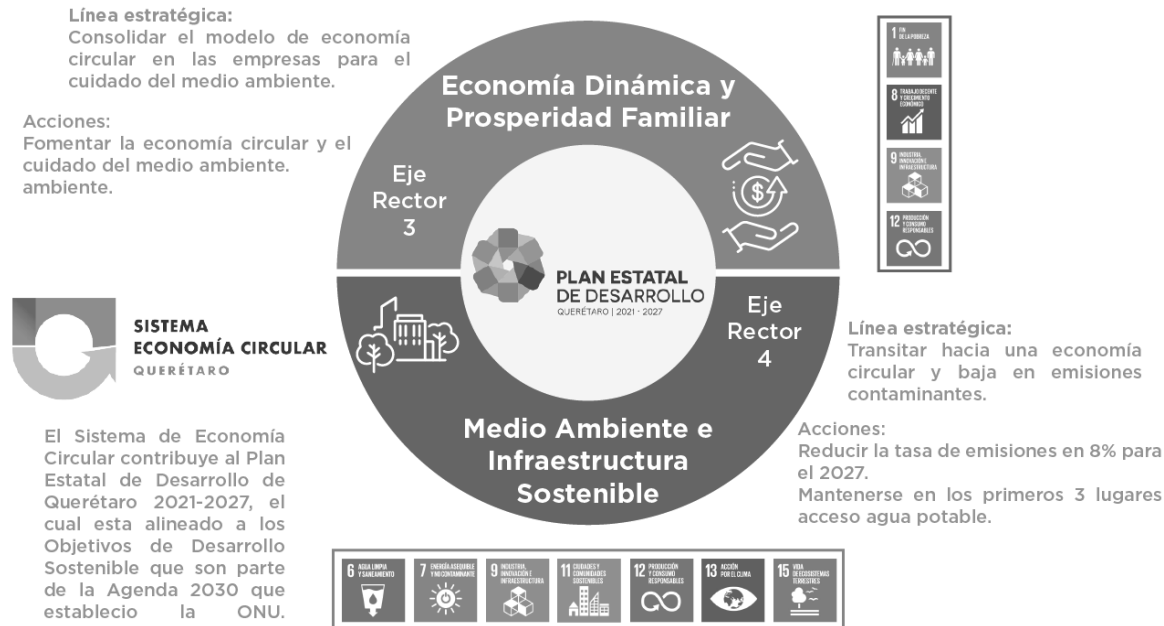 Línea estratégica:
Consolidar el modelo de economía
circular en las empresas para el
cuidado del medio ambiente.
Acciones:
Fomentar la economía circular y el
cuidado del medio ambiente.
ambiente.
Economía Dinámica y
Prosperidad Familiar
Eje
Rector
3
PLAN ESTATAL
DE DESARROLLO
QUERÉTARO | 2021 - 2027
Eje
Rector
4
Medio Ambiente e
Infraestructura
Sostenible
1 FIN
DE LA POBREZA
8 TRABAJO DECENTE
Y CRECIMIENTO
ECONÓMICO
9 INDUSTRIA,
INNOVACIÓN E
INFRAESTRUCTURA
12 PRODUCCIÓN
Y CONSUMO
RESPONSABLES
SISTEMA
ECONOMÍA CIRCULAR
QUERÉTARO
El Sistema de Economía
Circular contribuye al Plan
Estatal de Desarrollo de
Querétaro 2021-2027, el
cual esta alineado a los
Objetivos de Desarrollo
Sostenible que son parte
de la Agenda 2030 que
establecio la ONU.
Línea estratégica:
Transitar hacia una economía
circular y baja en emisiones
contaminantes.
Acciones:
Reducir la tasa de emisiones en 8% para
el 2027.
Mantenerse en los primeros 3 lugares
acceso agua potable.
6 AGUA LIMPIA
Y SANEAMIENTO
7 ENERGÍA ASEQUIBLE
Y NO CONTAMINANTE
9 INDUSTRIA,
INNOVACIÓN E
INFRAESTRUCTURA
11 CIUDADES Y
COMUNIDADES
SOSTENIBLES
12 PRODUCCIÓN
Y CONSUMO
RESPONSABLES
13 ACCIÓN
POR EL CLIMA
15 VIDA
DE ECOSISTEMAS
TERRESTRES